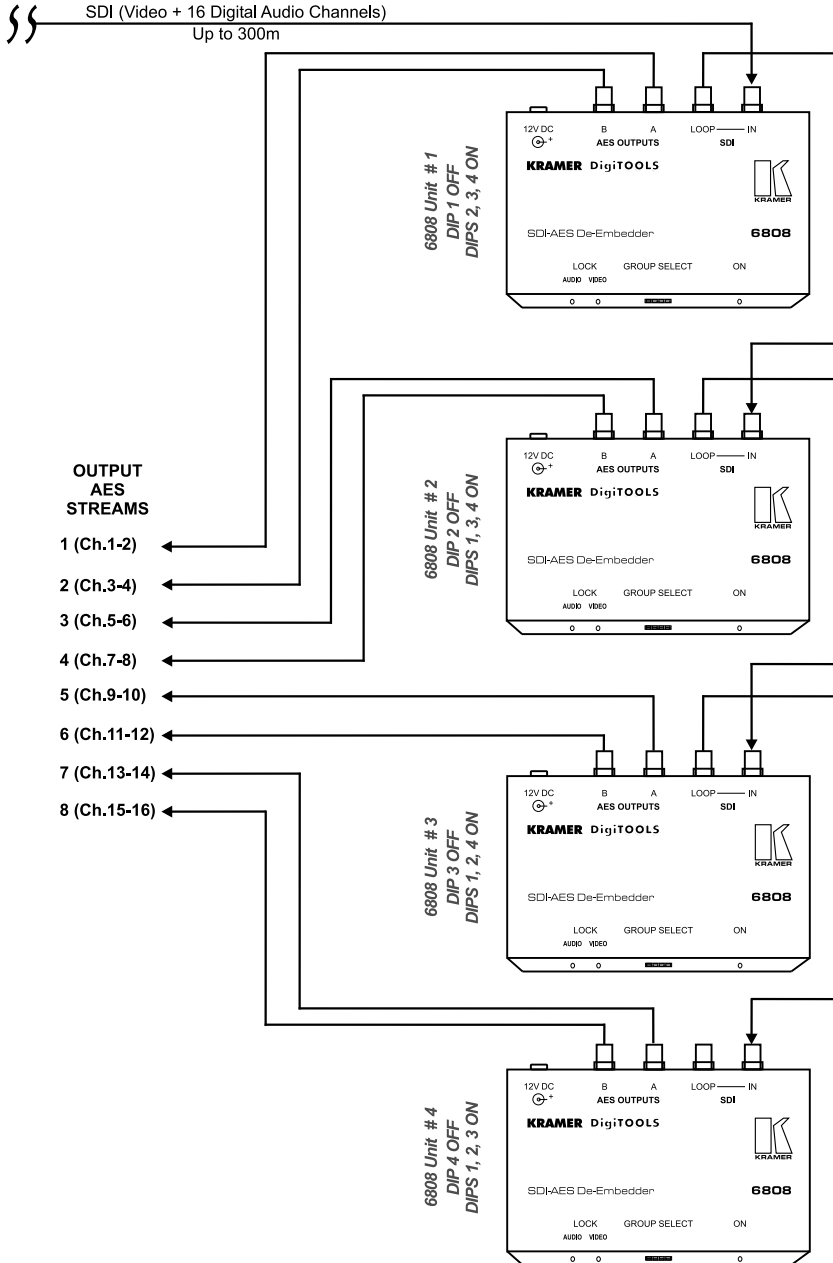 SDI (Video + 16 Digital Audio Channels)
Up to 300m
6808 Unit # 1
DIP 1 OFF
DIPS 2, 3, 4 ON
12V DC
+
B A LOOP IN
AES OUTPUTS SDI
KRAMER DigiTOOLS
KRAMER
SDI-AES De-Embedder 6808
LOCK GROUP SELECT ON
AUDIO VIDEO
6808 Unit # 2
DIP 2 OFF
DIPS 1, 3, 4 ON
12V DC
+
B A LOOP IN
AES OUTPUTS SDI
KRAMER DigiTOOLS
KRAMER
SDI-AES De-Embedder 6808
LOCK GROUP SELECT ON
AUDIO VIDEO
OUTPUT
AES
STREAMS
1 (Ch.1-2)
2 (Ch.3-4)
3 (Ch.5-6)
4 (Ch.7-8)
5 (Ch.9-10)
6 (Ch.11-12)
7 (Ch.13-14)
8 (Ch.15-16)
6808 Unit # 3
DIP 3 OFF
DIPS 1, 2, 4 ON
12V DC
+
B A LOOP IN
AES OUTPUTS SDI
KRAMER DigiTOOLS
KRAMER
SDI-AES De-Embedder 6808
LOCK GROUP SELECT ON
AUDIO VIDEO
6808 Unit # 4
DIP 4 OFF
DIPS 1, 2, 3 ON
12V DC
+
B A LOOP IN
AES OUTPUTS SDI
KRAMER DigiTOOLS
KRAMER
SDI-AES De-Embedder 6808
LOCK GROUP SELECT ON
AUDIO VIDEO